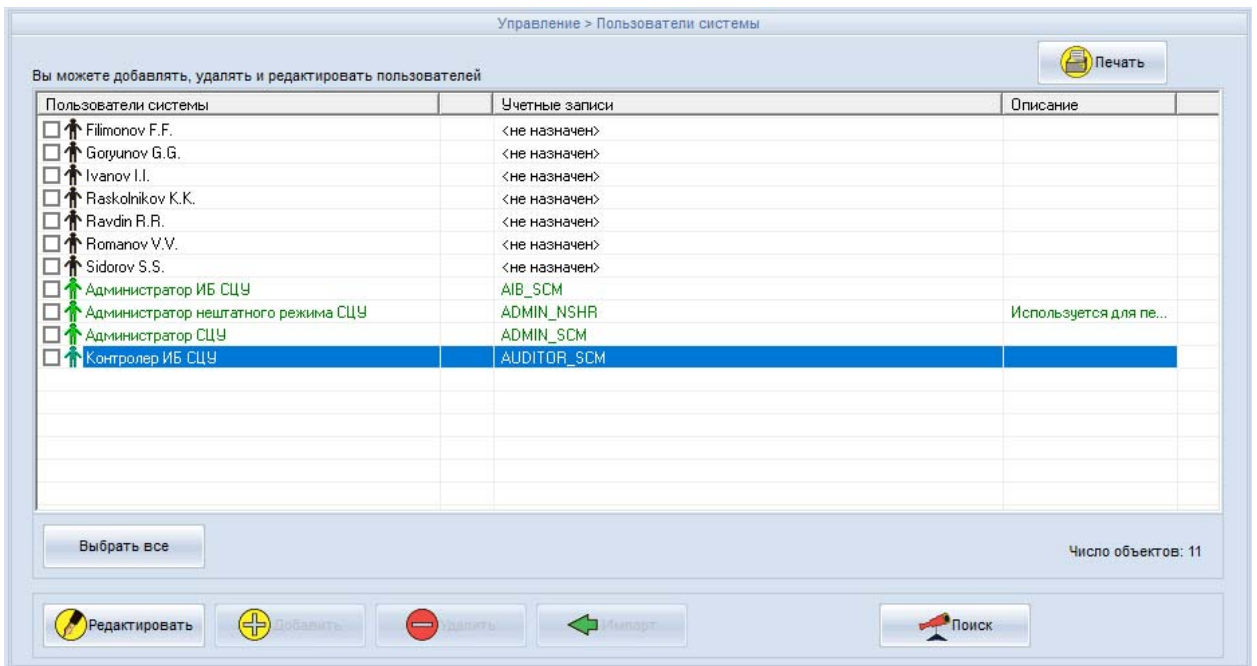 Управление > Пользователи системы
Печать
Вы можете добавлять, удалять и редактировать пользователей
Пользователи системы Учетные записи Описание
Filimonov F.F. <не назначен>
Goryunov G.G. <не назначен>
Ivanov I.I. <не назначен>
Raskolnikov K.K. <не назначен>
Ravdin R.R. <не назначен>
Romanov V.V. <не назначен>
Sidorov S.S. <не назначен>
Администратор ИБ СЦУ AIB_SCM
Администратор нештатного режима СЦУ ADMIN_NSHR Используется для пе...
Администратор СЦУ ADMIN_SCM
Контролер ИБ СЦУ AUDITOR_SCM
Выбрать все Число объектов: 11
Редактировать Добавить Удалить Импорт Поиск